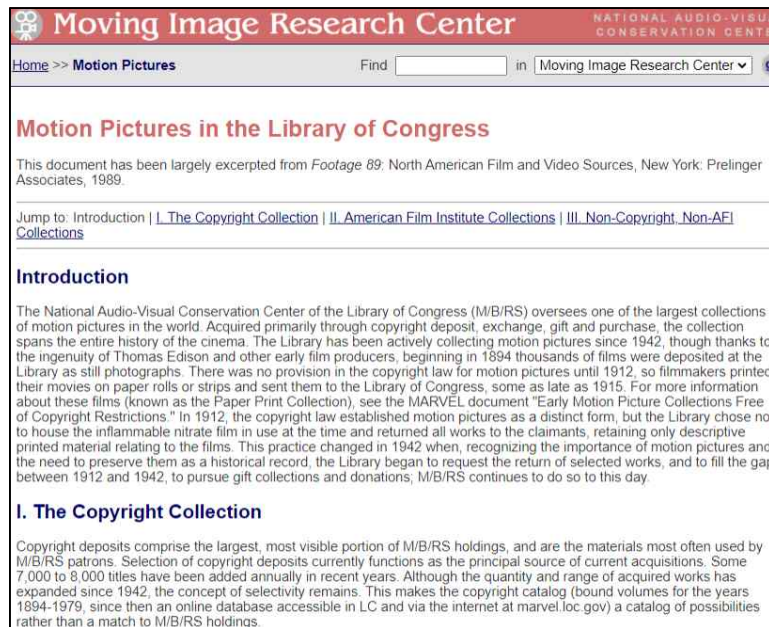 Moving Image Research Center
NATIONAL AUDIO-VISUA
CONSERVATION CENTE
Home >> Motion Pictures
Find
in
Moving Image Research Center
Motion Pictures in the Library of Congress
This document has been largely excerpted from Footage 89: North American Film and Video Sources, New York: Prelinger
Associates, 1989.
Jump to: Introduction | I. The Copyright Collection | II. American Film Institute Collections | III. Non-Copyright, Non-AFI
Collections
Introduction
The National Audio-Visual Conservation Center of the Library of Congress (M/B/RS) oversees one of the largest collections
of motion pictures in the world. Acquired primarily through copyright deposit, exchange, gift and purchase, the collection
spans the entire history of the cinema. The Library has been actively collecting motion pictures since 1942, though thanks to
the ingenuity of Thomas Edison and other early film producers, beginning in 1894 thousands of films were deposited at the
Library as still photographs. There was no provision in the copyright law for motion pictures until 1912, so filmmakers printed
their movies on paper rolls or strips and sent them to the Library of Congress, some as late as 1915. For more information
about these films (known as the Paper Print Collection), see the MARVEL document "Early Motion Picture Collections Free
of Copyright Restrictions." In 1912, the copyright law established motion pictures as a distinct form, but the Library chose no
to house the inflammable nitrate film in use at the time and returned all works to the claimants, retaining only descriptive
printed material relating to the films. This practice changed in 1942 when, recognizing the importance of motion pictures and
the need to preserve them as a historical record, the Library began to request the return of selected works, and to fill the gap
between 1912 and 1942, to pursue gift collections and donations; M/B/RS continues to do so to this day.
I. The Copyright Collection
Copyright deposits comprise the largest, most visible portion of M/B/RS holdings, and are the materials most often used by
M/B/RS patrons. Selection of copyright deposits currently functions as the principal source of current acquisitions. Some
7,000 to 8,000 titles have been added annually in recent years. Although the quantity and range of acquired works has
expanded since 1942, the concept of selectivity remains. This makes the copyright catalog (bound volumes for the years
1894-1979, since then an online database accessible in LC and via the internet at marvel.loc.gov) a catalog of possibilities
rather than a match to M/B/RS holdings.